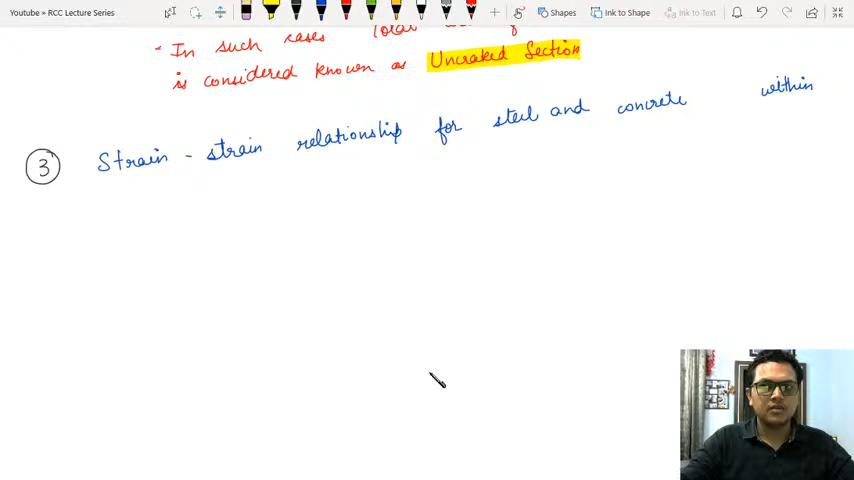 Youtube » RCC Lecture Series
Shapes
Ink to Shape
Ink to Text
- In such cases Total
is considered known as Uncraked Section
3 Strain - strain relationship for steel and concrete within